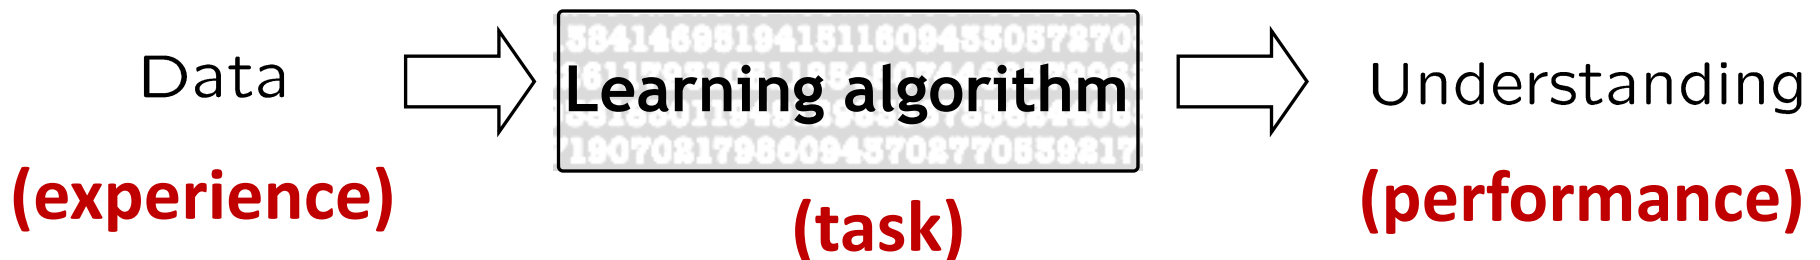 Data
Learning algorithm
Understanding
(experience)
(task)
(performance)